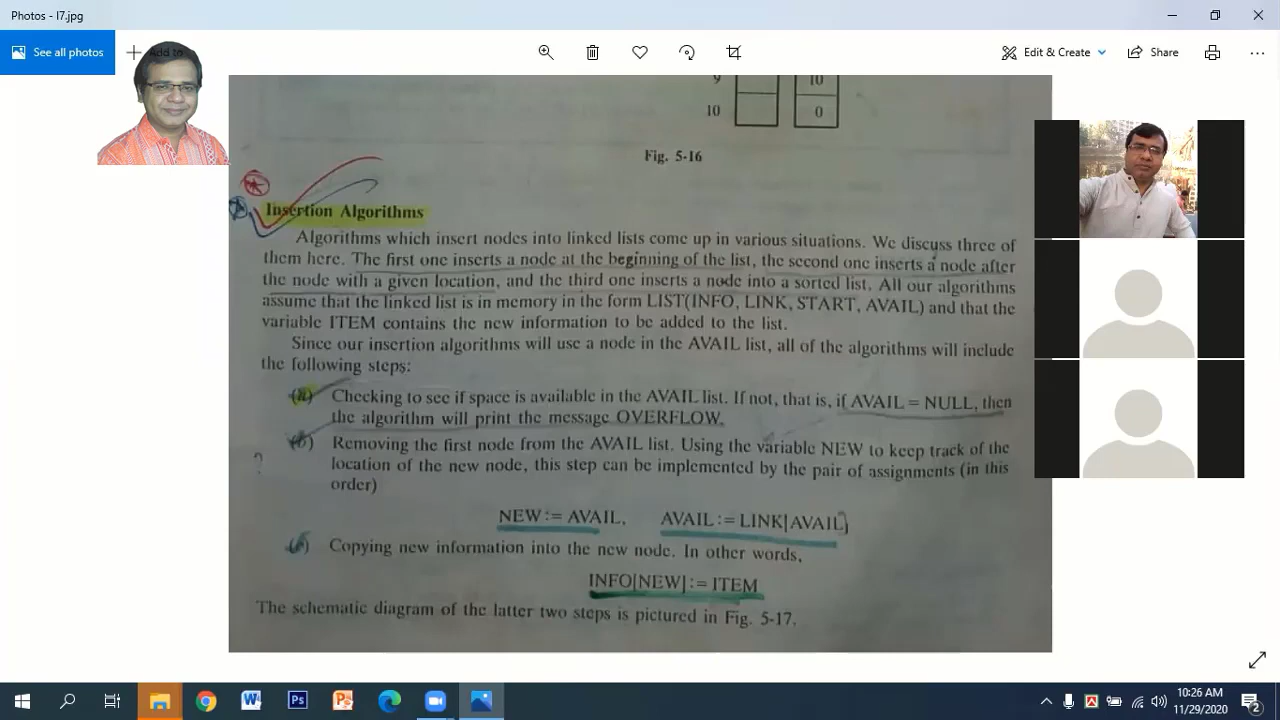 Photos - I7.jpg
See all photos
Add to
Edit & Create
Share
9 10
10 0
Fig. 5-16
Insertion Algorithms
Algorithms which insert nodes into linked lists come up in various situations. We discuss three of
them here. The first one inserts a node at the beginning of the list, the second one inserts a node after
the node with a given location, and the third one inserts a node into a sorted list. All our algorithms
assume that the linked list is in memory in the form LIST(INFO, LINK, START, AVAIL) and that the
variable ITEM contains the new information to be added to the list.
Since our insertion algorithms will use a node in the AVAIL list, all of the algorithms will include
the following steps:
(a) Checking to see if space is available in the AVAIL list. If not, that is, if AVAIL = NULL, then
the algorithm will print the message OVERFLOW.
(b) Removing the first node from the AVAIL list. Using the variable NEW to keep track of the
location of the new node, this step can be implemented by the pair of assignments (in this
?
order)
NEW := AVAIL, AVAIL := LINK[AVAIL]
(c) Copying new information into the new node. In other words,
INFO[NEW] := ITEM
The schematic diagram of the latter two steps is pictured in Fig. 5-17.
10:26 AM
11/29/2020
2